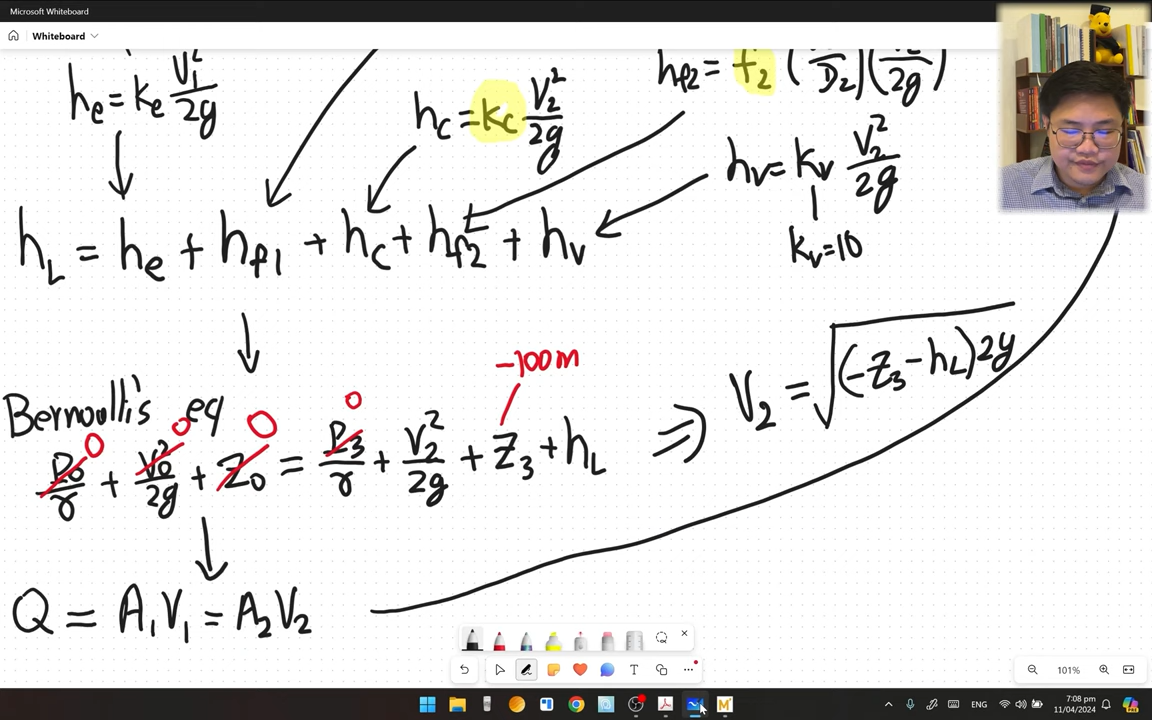 Microsoft Whiteboard
Whiteboard
he = ke V₁²/2g
hc = kc V₂²/2g
hf2 = f2 ( /D2)( /2g)
hv = kv V₂²/2g
kv = 10
hL = he + hf1 + hc + hf2 + hv
-100m
V2 = √(-Z3 - hL)2g
Bernoulli's eq
0 0 0 0
P0/γ + V0²/2g + Z0 = P3/γ + V2²/2g + Z3 + hL ⇒
Q = A1V1 = A2V2
T
101%
ENG
7:08 pm
11/04/2024